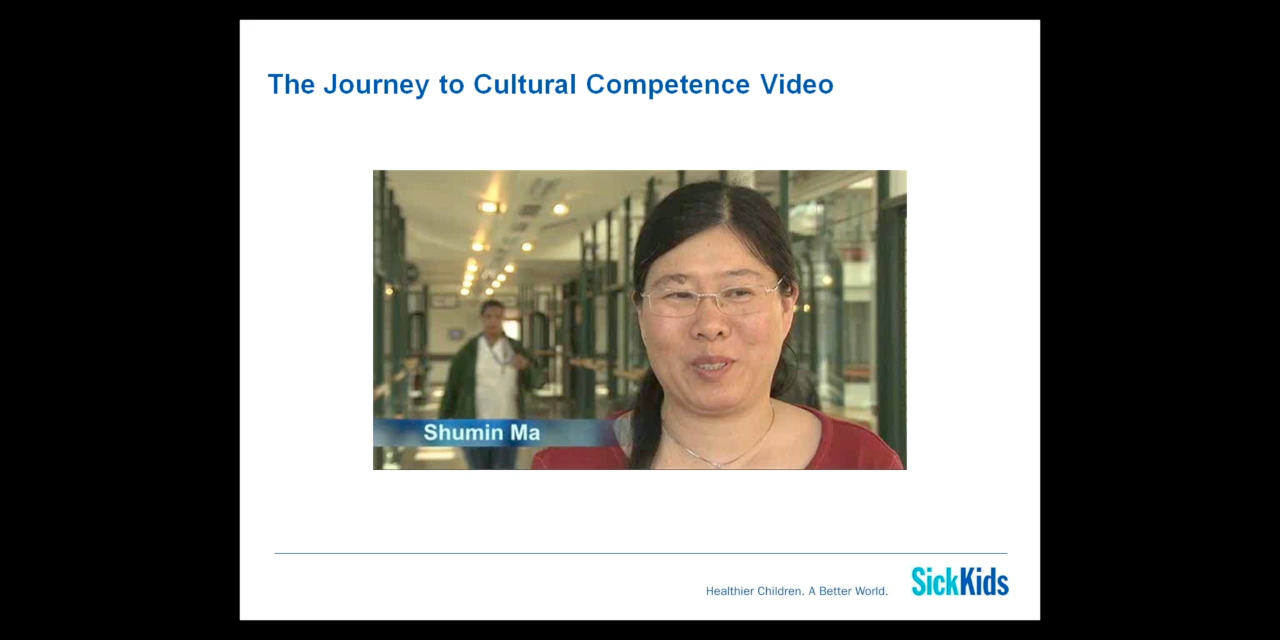 The Journey to Cultural Competence Video
Shumin Ma
Healthier Children. A Better World.
SickKids